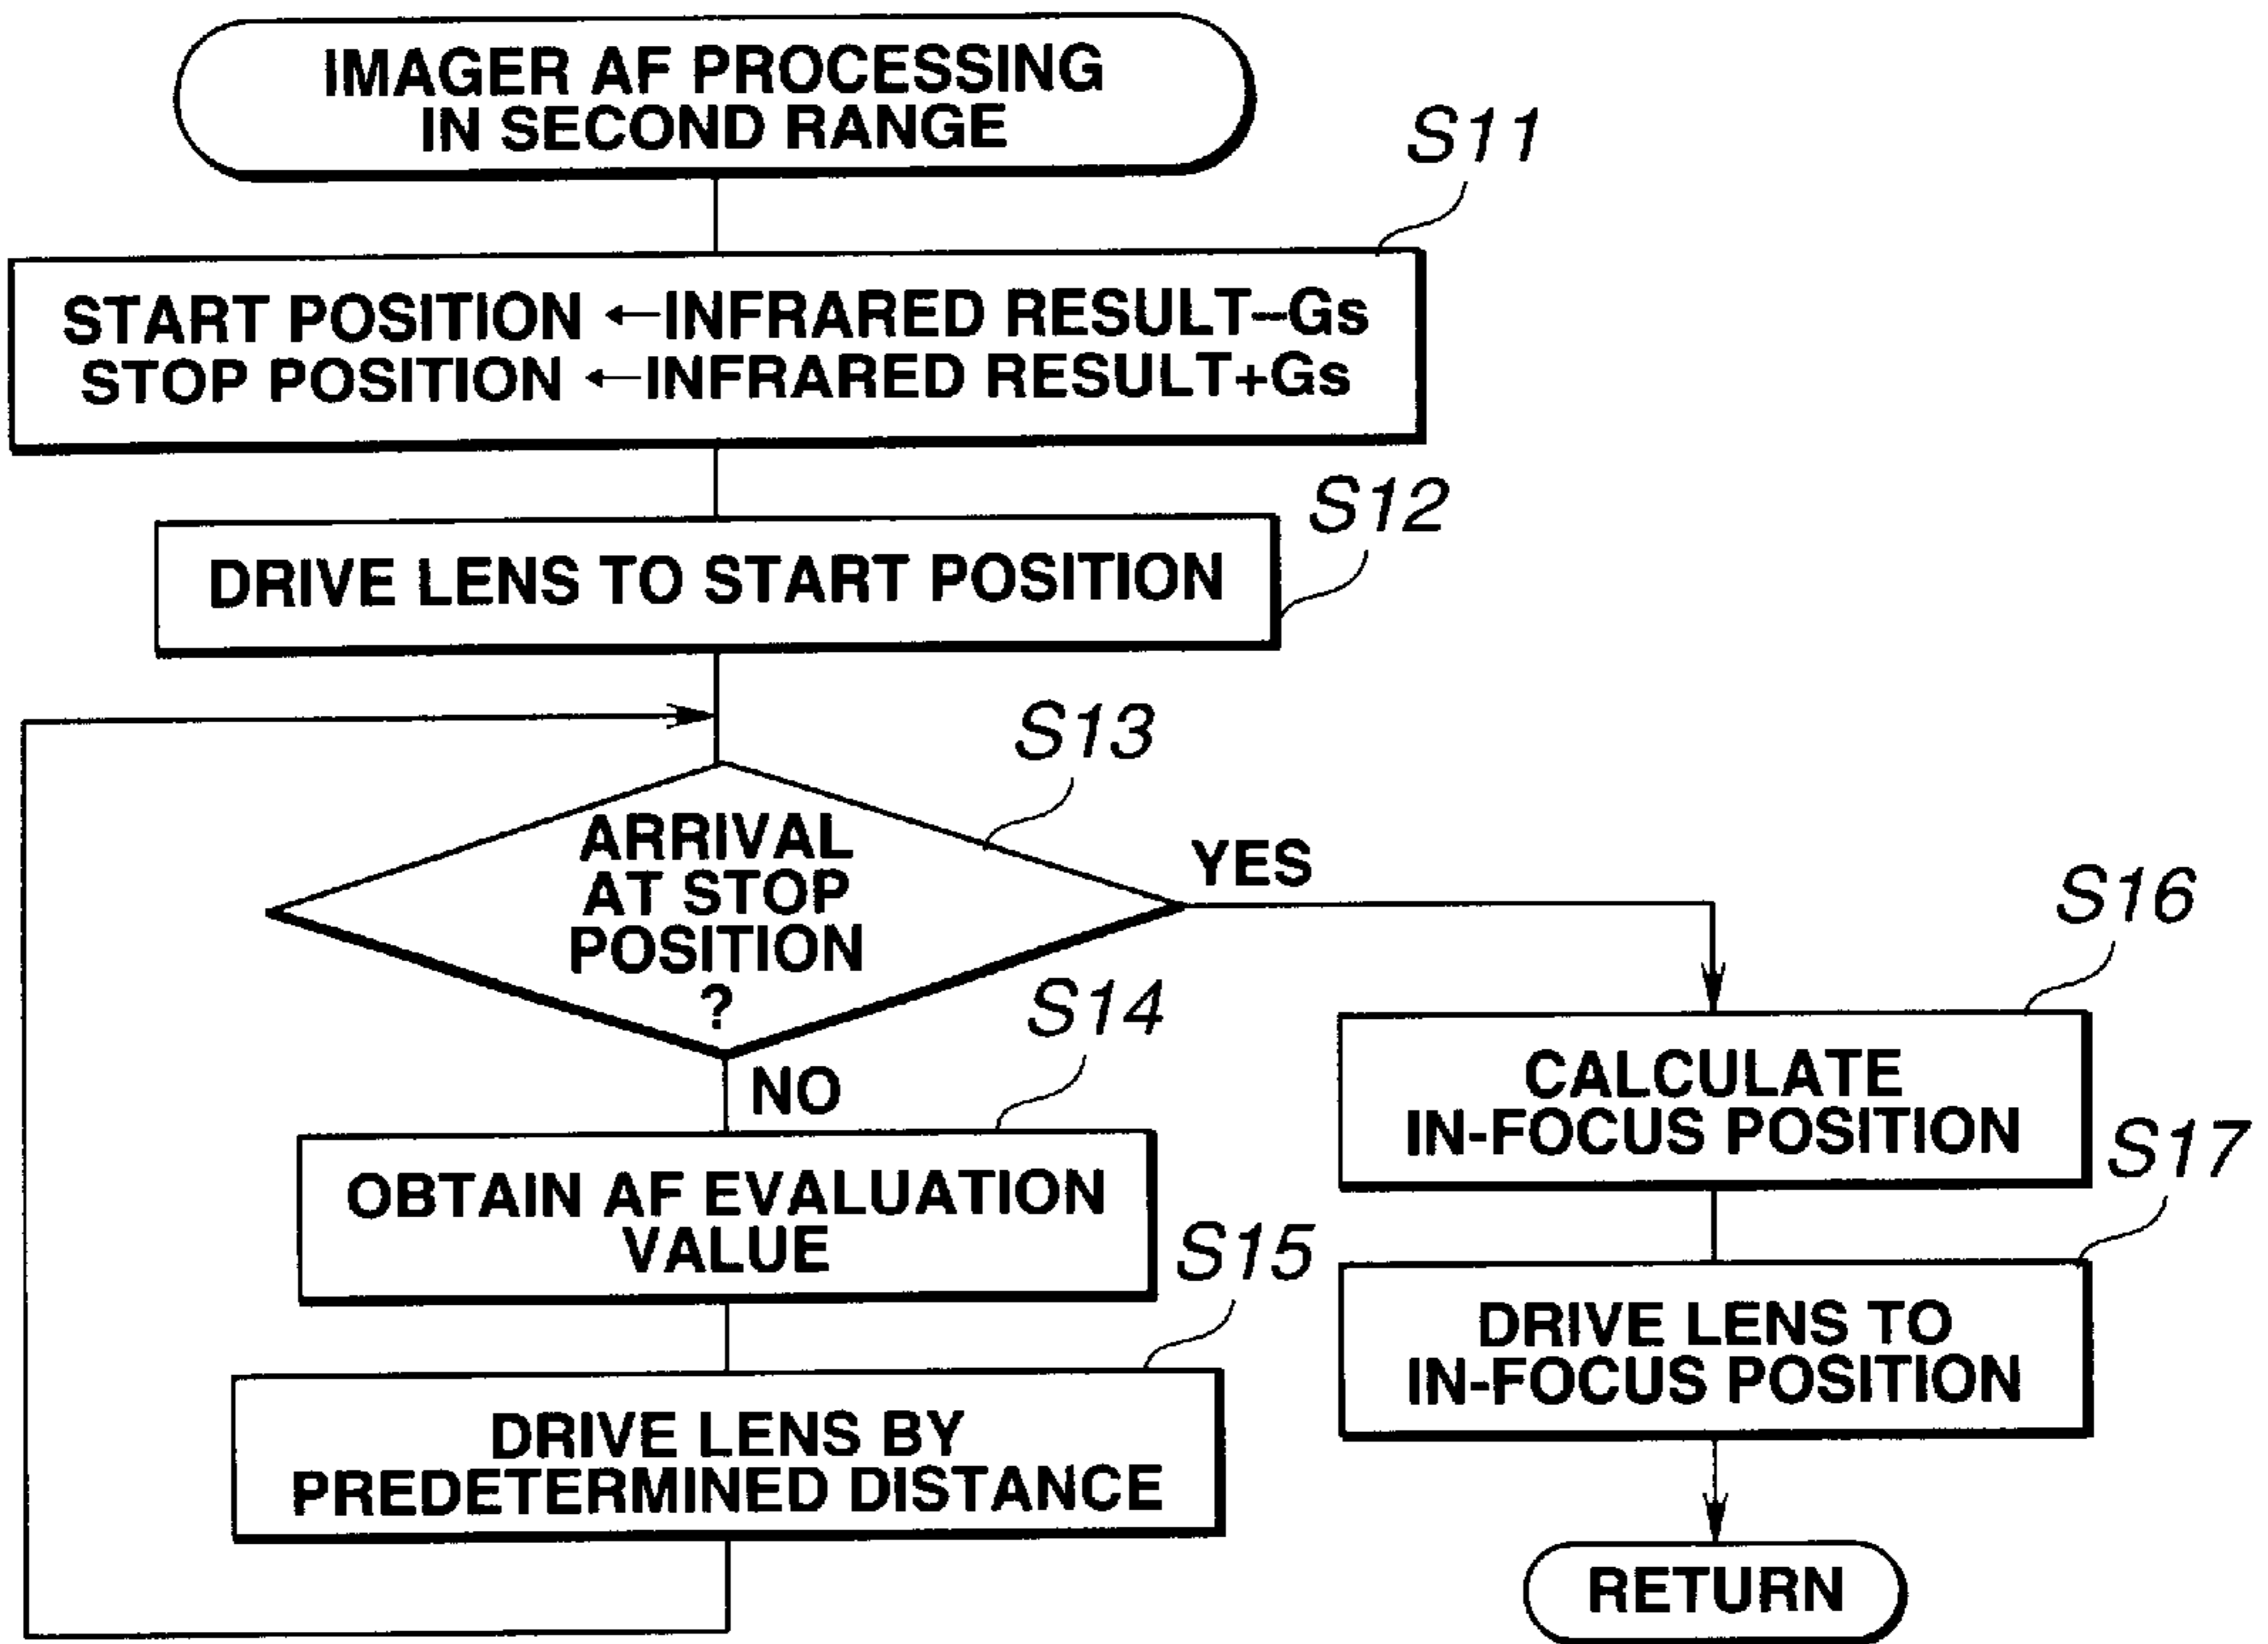 IMAGER AF PROCESSING
IN SECOND RANGE
S11
START POSITION ←INFRARED RESULT−Gs
STOP POSITION ←INFRARED RESULT+Gs
S12
DRIVE LENS TO START POSITION
S13
ARRIVAL
AT STOP
POSITION
?
YES
NO
S14
OBTAIN AF EVALUATION
VALUE
S15
DRIVE LENS BY
PREDETERMINED DISTANCE
S16
CALCULATE
IN-FOCUS POSITION
S17
DRIVE LENS TO
IN-FOCUS POSITION
RETURN